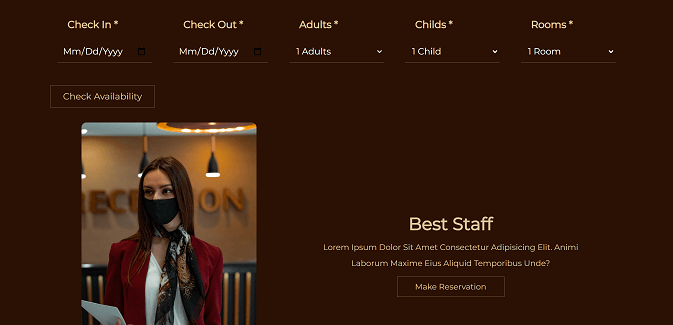 Check In * Check Out * Adults * Childs * Rooms *
Mm/Dd/Yyyy Mm/Dd/Yyyy 1 Adults 1 Child 1 Room
Check Availability
RECEPTION
Best Staff
Lorem Ipsum Dolor Sit Amet Consectetur Adipisicing Elit. Animi
Laborum Maxime Eius Aliquid Temporibus Unde?
Make Reservation